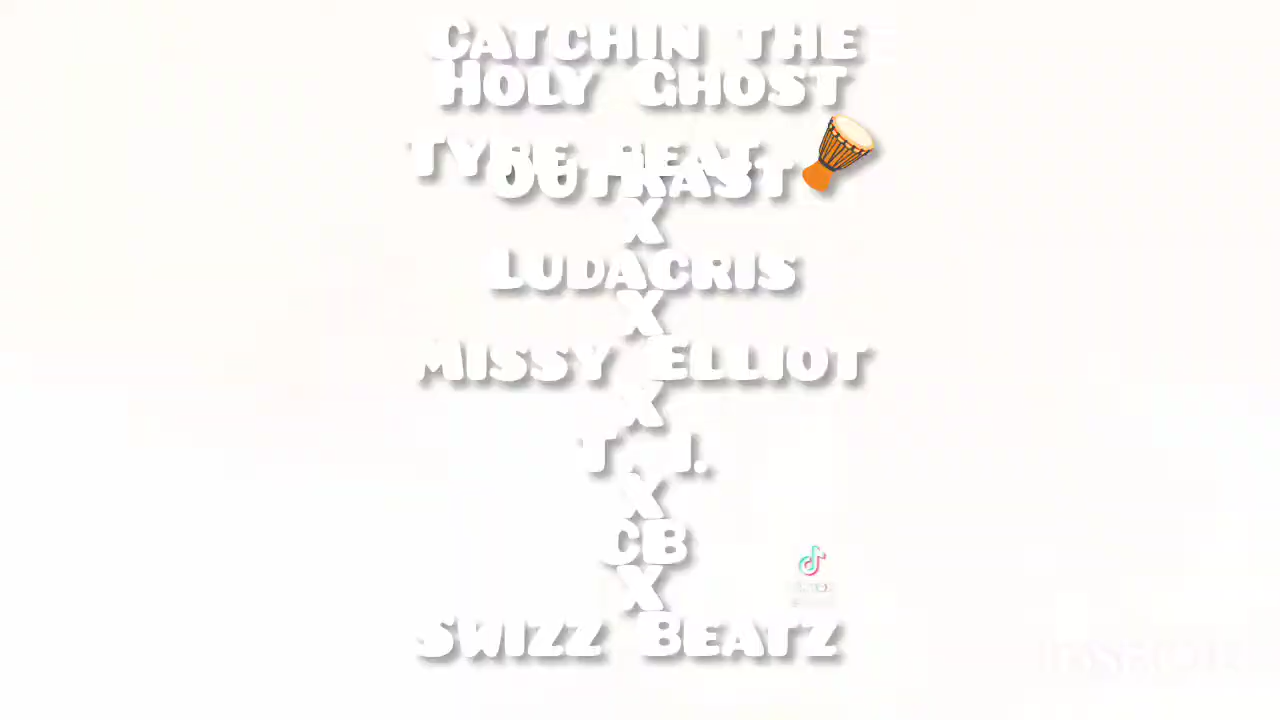 CATCHIN THE
HOLY GHOST
TYPE BEAT
OUTKAST
X
LUDACRIS
X
MISSY ELLIOT
X
T. I.
X
CB
X
SWIZZ BEATZ